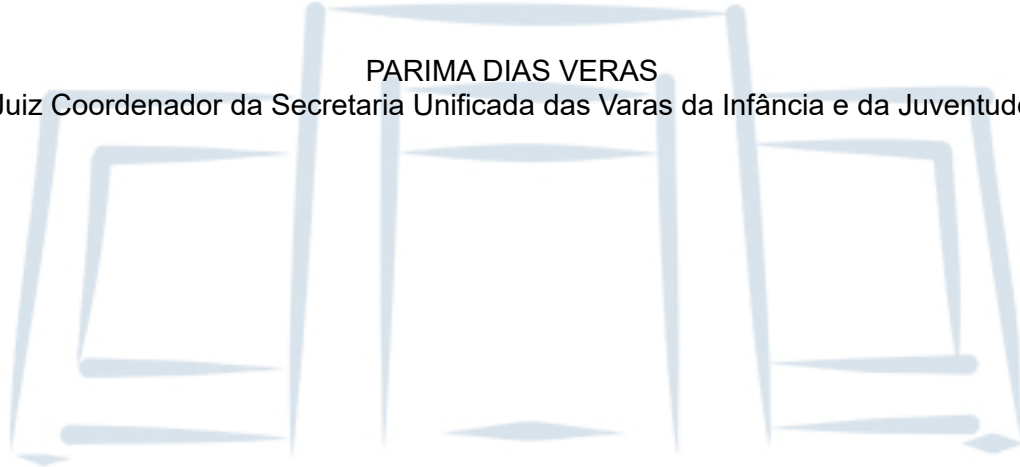 PARIMA DIAS VERAS
Juiz Coordenador da Secretaria Unificada das Varas da Infância e da Juventude